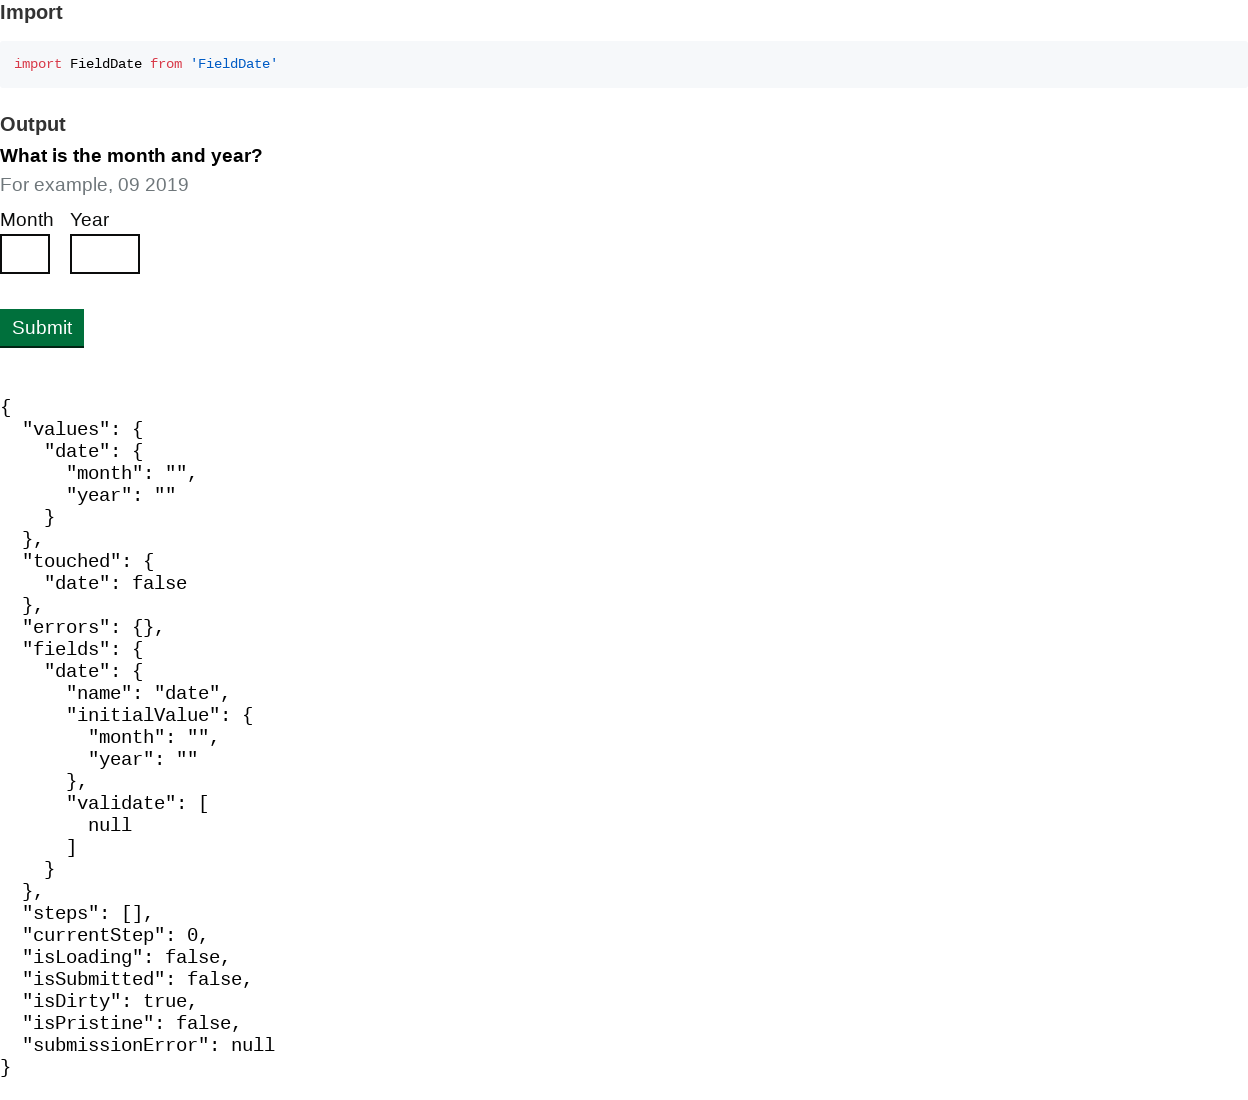 Import
import FieldDate from 'FieldDate'
Output
What is the month and year?
For example, 09 2019
Month Year
Submit
{
  "values": {
    "date": {
      "month": "",
      "year": ""
    }
  },
  "touched": {
    "date": false
  },
  "errors": {},
  "fields": {
    "date": {
      "name": "date",
      "initialValue": {
        "month": "",
        "year": ""
      },
      "validate": [
        null
      ]
    }
  },
  "steps": [],
  "currentStep": 0,
  "isLoading": false,
  "isSubmitted": false,
  "isDirty": true,
  "isPristine": false,
  "submissionError": null
}